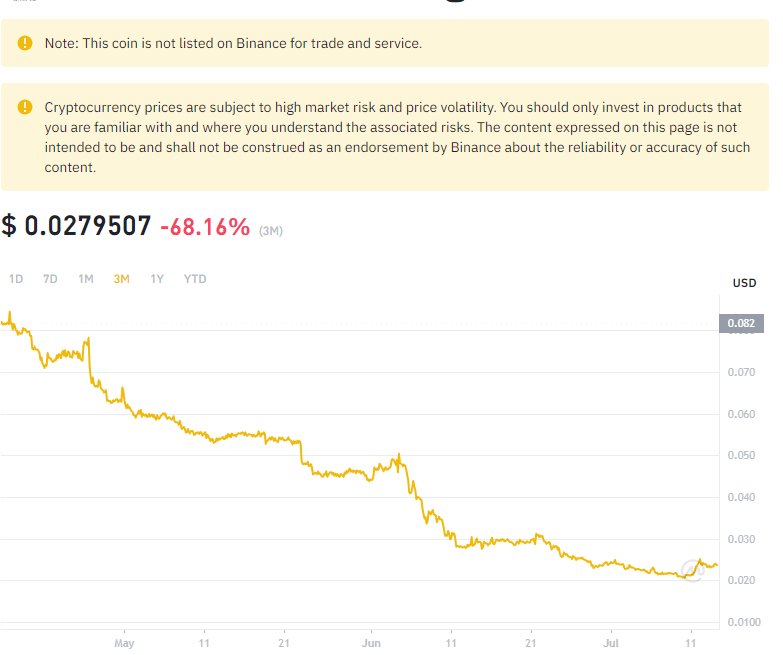 Note: This coin is not listed on Binance for trade and service.
Cryptocurrency prices are subject to high market risk and price volatility. You should only invest in products that
you are familiar with and where you understand the associated risks. The content expressed on this page is not
intended to be and shall not be construed as an endorsement by Binance about the reliability or accuracy of such
content.
$ 0.0279507 -68.16% (3M)
1D 7D 1M 3M 1Y YTD
USD
0.082
0.070
0.060
0.050
0.040
0.030
0.020
0.0100
May 11 21 Jun 11 21 Jul 11